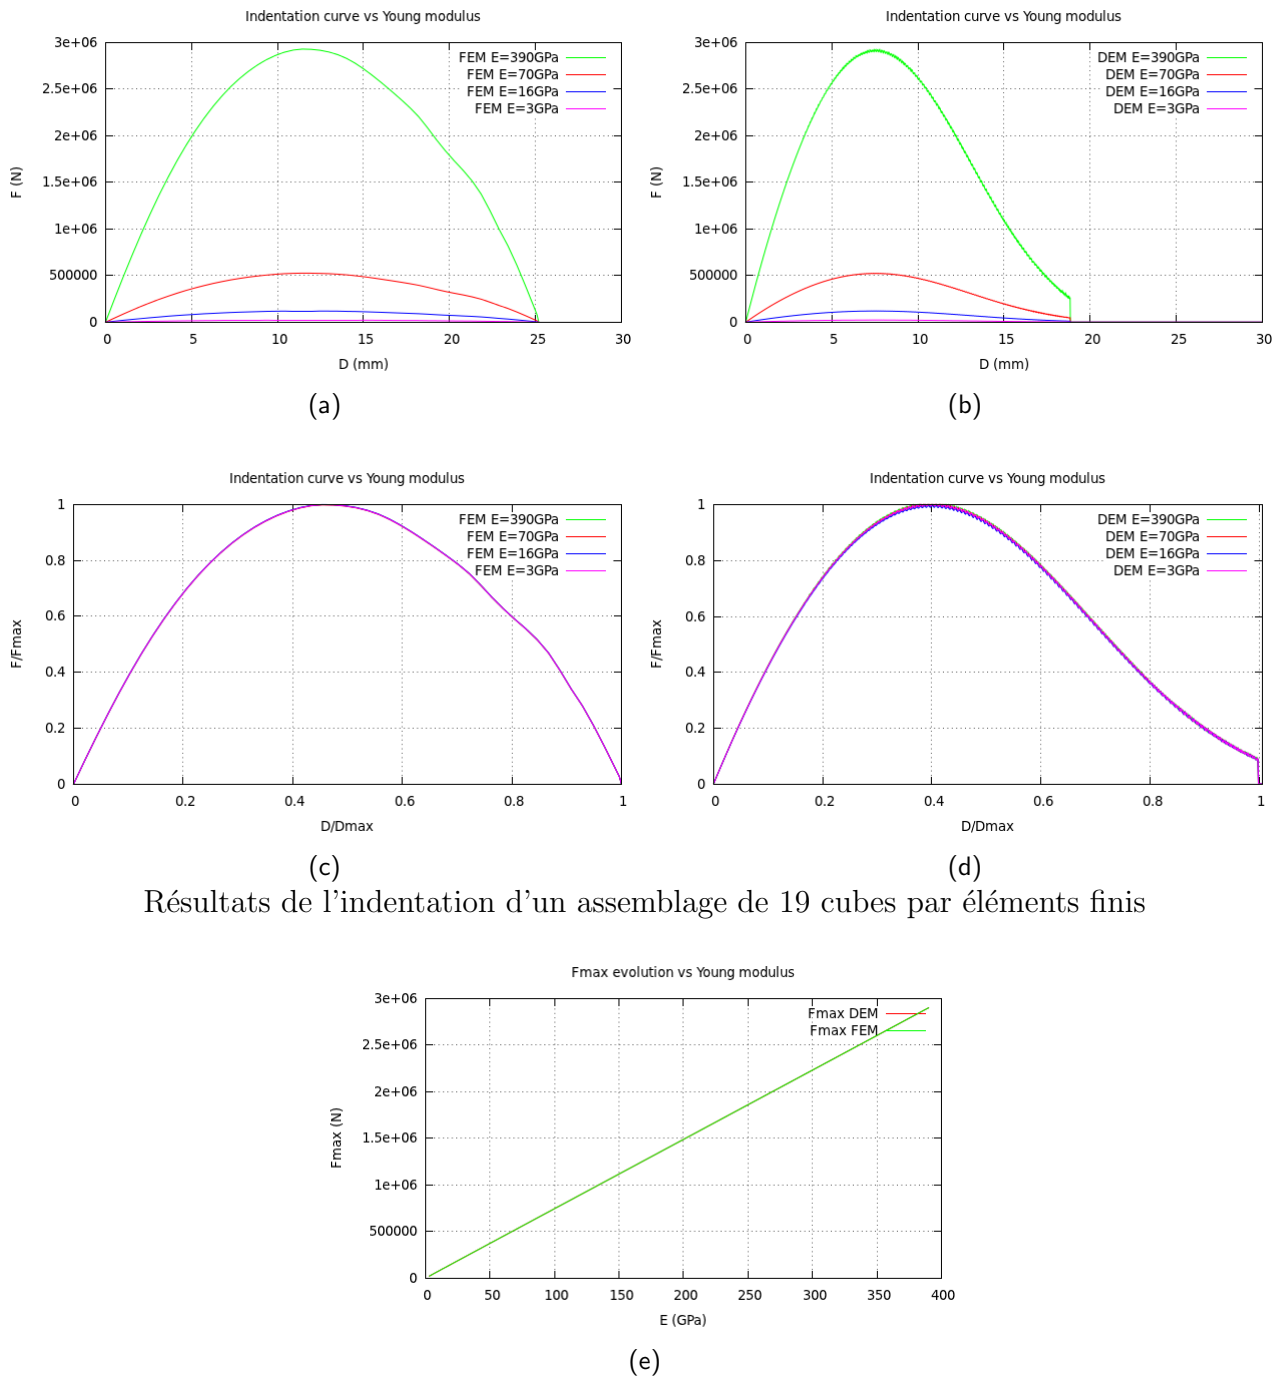 Indentation curve vs Young modulus
3e+06
2.5e+06
2e+06
1.5e+06
1e+06
500000
0
F (N)
FEM E=390GPa
FEM E=70GPa
FEM E=16GPa
FEM E=3GPa
0 5 10 15 20 25 30
D (mm)
(a)
Indentation curve vs Young modulus
3e+06
2.5e+06
2e+06
1.5e+06
1e+06
500000
0
F (N)
DEM E=390GPa
DEM E=70GPa
DEM E=16GPa
DEM E=3GPa
0 5 10 15 20 25 30
D (mm)
(b)
Indentation curve vs Young modulus
1
0.8
0.6
0.4
0.2
0
F/Fmax
FEM E=390GPa
FEM E=70GPa
FEM E=16GPa
FEM E=3GPa
0 0.2 0.4 0.6 0.8 1
D/Dmax
(c)
Indentation curve vs Young modulus
1
0.8
0.6
0.4
0.2
0
F/Fmax
DEM E=390GPa
DEM E=70GPa
DEM E=16GPa
DEM E=3GPa
0 0.2 0.4 0.6 0.8 1
D/Dmax
(d)
Résultats de l'indentation d'un assemblage de 19 cubes par éléments finis
Fmax evolution vs Young modulus
3e+06
2.5e+06
2e+06
1.5e+06
1e+06
500000
0
Fmax (N)
Fmax DEM
Fmax FEM
0 50 100 150 200 250 300 350 400
E (GPa)
(e)